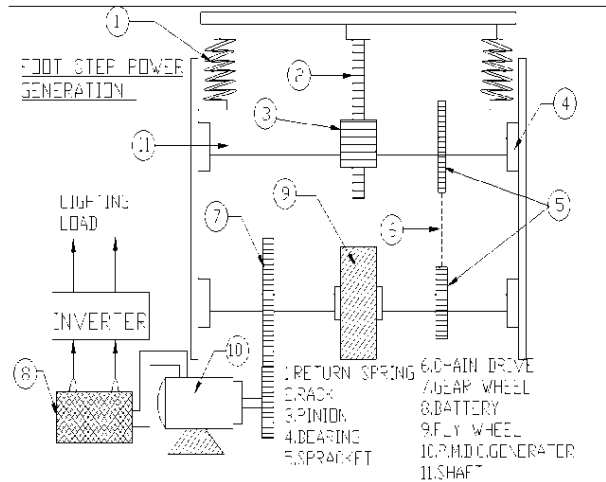 1
FOOT STEP POWER
GENERATION
2
3
4
11
5
6
LIGHTING
LOAD
7
9
INVERTER
8
10
1.RETURN SPRING
2.RACK
3.PINION
4.BEARING
5.SPRACKET
6.CHAIN DRIVE
7.GEAR WHEEL
8.BATTERY
9.FLY WHEEL
10.P.M.D.C.GENERATER
11.SHAFT